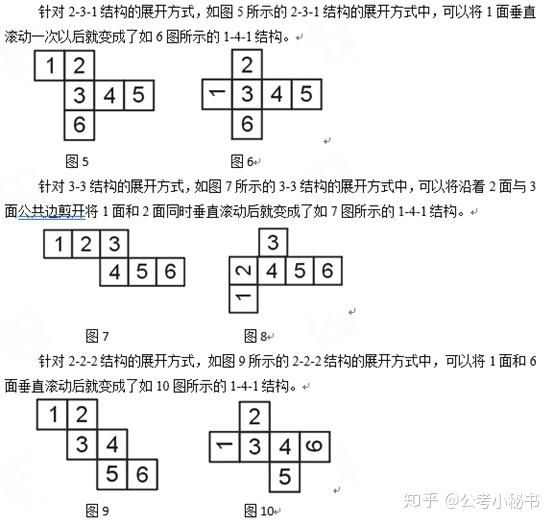 针对 2-3-1 结构的展开方式，如图 5 所示的 2-3-1 结构的展开方式中，可以将 1 面垂直
滚动一次以后就变成了如 6 图所示的 1-4-1 结构。
1 2
3 4 5
6
2
1 3 4 5
6
图 5
图 6
针对 3-3 结构的展开方式，如图 7 所示的 3-3 结构的展开方式中，可以将沿着 2 面与 3
面公共边剪开将 1 面和 2 面同时垂直滚动后就变成了如 7 图所示的 1-4-1 结构。
1 2 3
4 5 6
3
2 4 5 6
1
图 7
图 8
针对 2-2-2 结构的展开方式，如图 9 所示的 2-2-2 结构的展开方式中，可以将 1 面和 6
面垂直滚动后就变成了如 10 图所示的 1-4-1 结构。
1 2
3 4
5 6
2
1 3 4 6
5
图 9
图 10
知乎 @公考小秘书